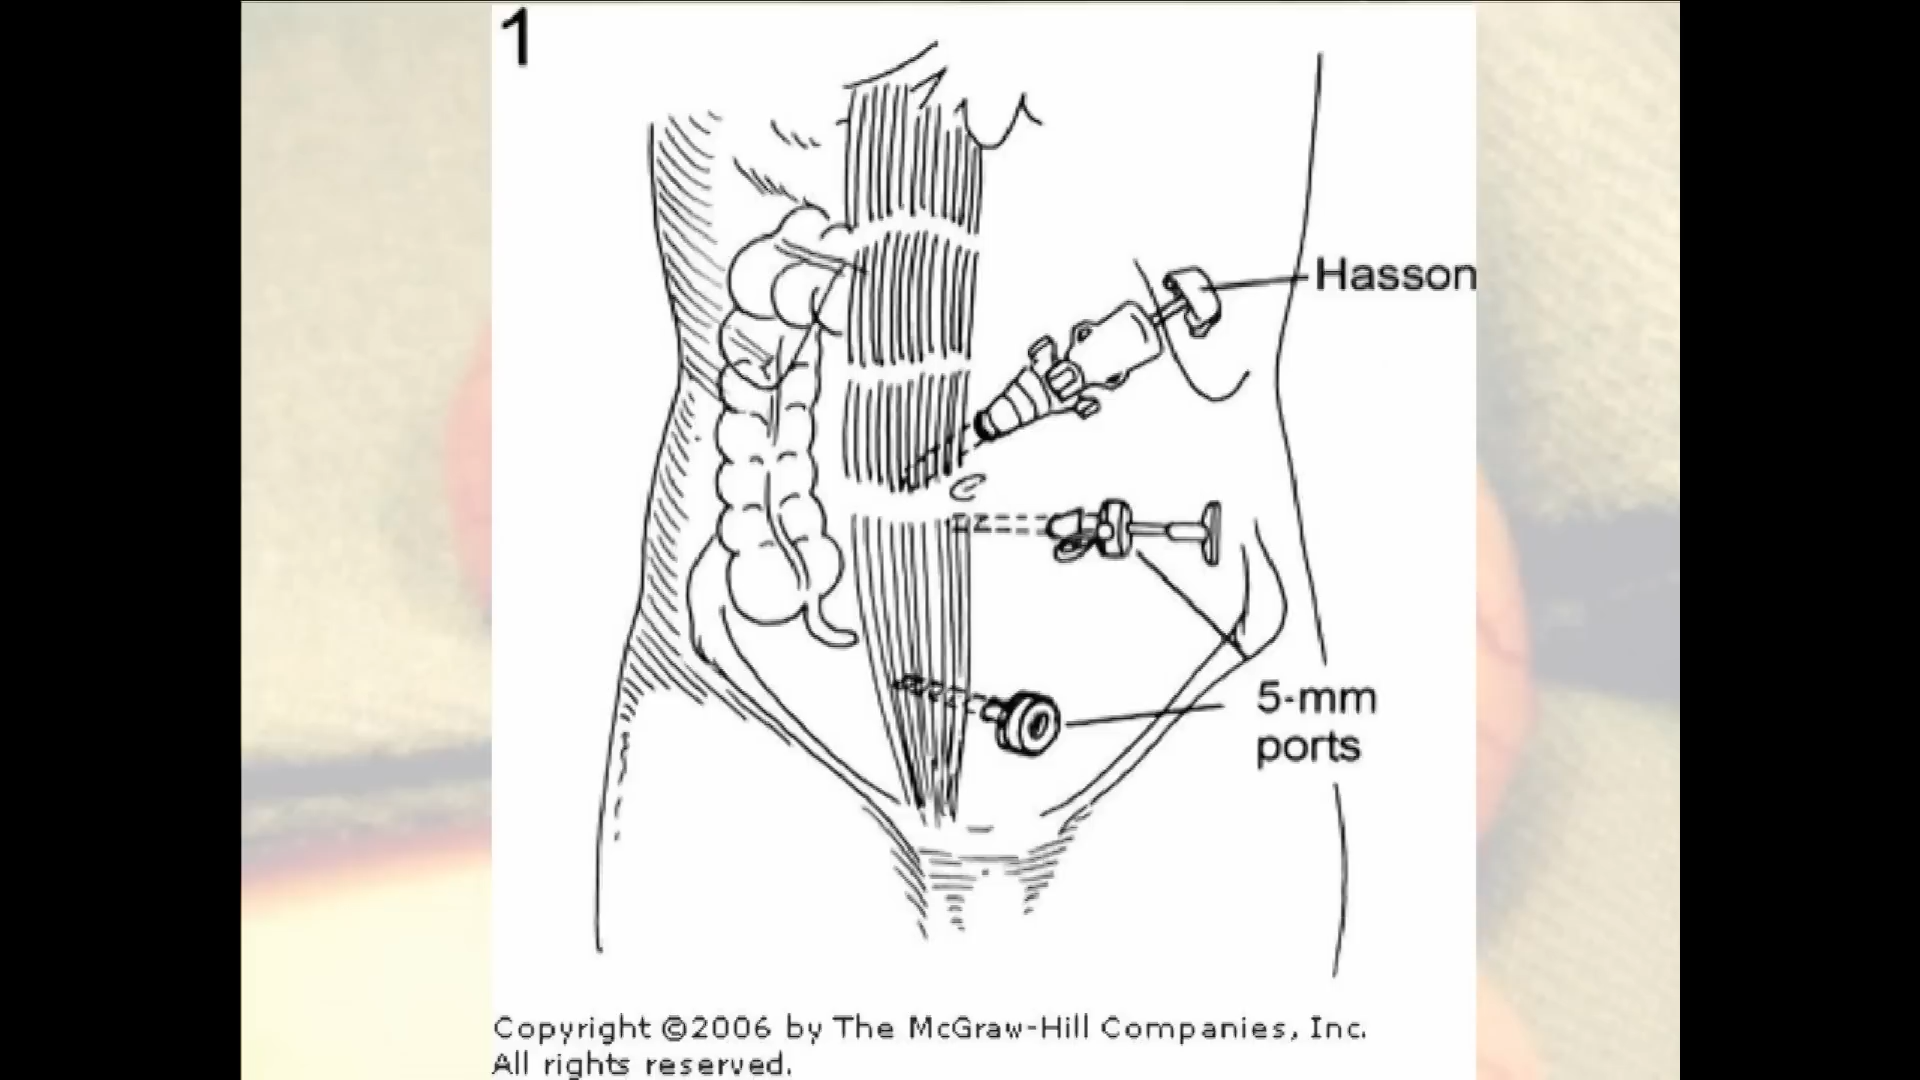 1
Hasson
5-mm
ports
Copyright ©2006 by The McGraw-Hill Companies, Inc.
All rights reserved.